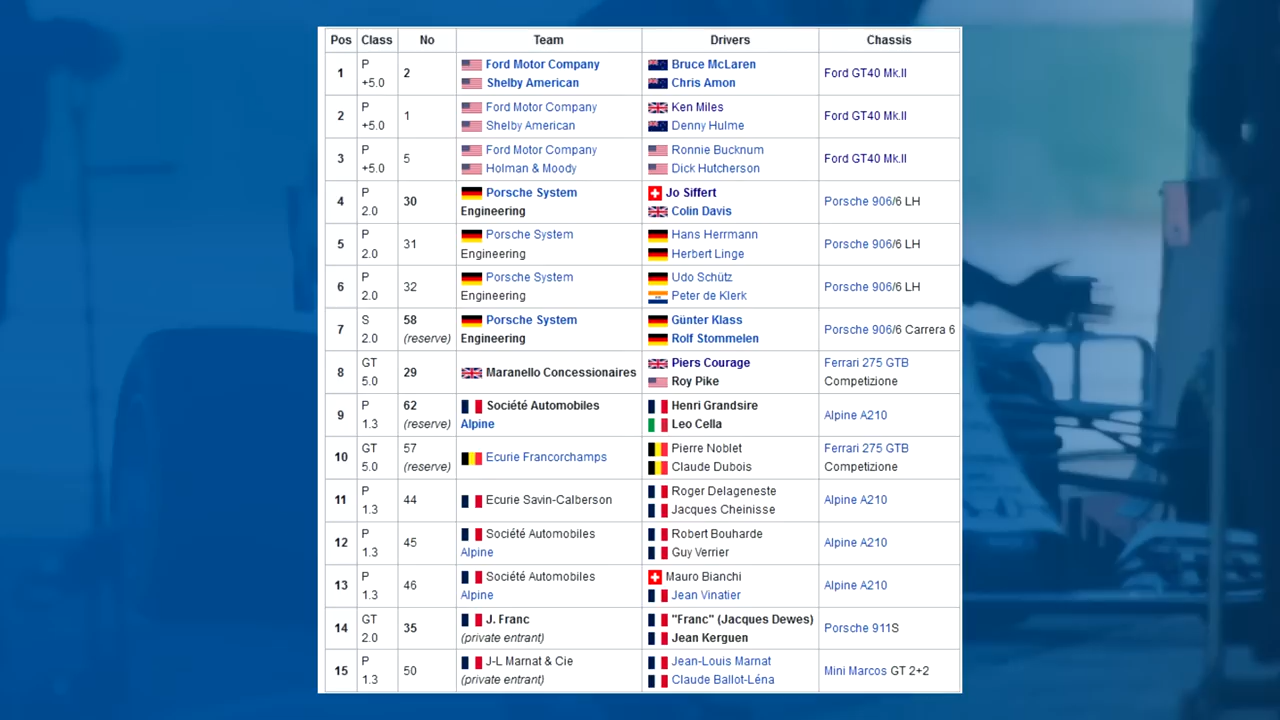 Pos Class No Team Drivers Chassis
1 P +5.0 2 Ford Motor Company Shelby American Bruce McLaren Chris Amon Ford GT40 Mk.II
2 P +5.0 1 Ford Motor Company Shelby American Ken Miles Denny Hulme Ford GT40 Mk.II
3 P +5.0 5 Ford Motor Company Holman & Moody Ronnie Bucknum Dick Hutcherson Ford GT40 Mk.II
4 P 2.0 30 Porsche System Engineering Jo Siffert Colin Davis Porsche 906/6 LH
5 P 2.0 31 Porsche System Engineering Hans Herrmann Herbert Linge Porsche 906/6 LH
6 P 2.0 32 Porsche System Engineering Udo Schütz Peter de Klerk Porsche 906/6 LH
7 S 2.0 58 (reserve) Porsche System Engineering Günter Klass Rolf Stommelen Porsche 906/6 Carrera 6
8 GT 5.0 29 Maranello Concessionaires Piers Courage Roy Pike Ferrari 275 GTB Competizione
9 P 1.3 62 (reserve) Société Automobiles Alpine Henri Grandsire Leo Cella Alpine A210
10 GT 5.0 57 (reserve) Ecurie Francorchamps Pierre Noblet Claude Dubois Ferrari 275 GTB Competizione
11 P 1.3 44 Ecurie Savin-Calberson Roger Delageneste Jacques Cheinisse Alpine A210
12 P 1.3 45 Société Automobiles Alpine Robert Bouharde Guy Verrier Alpine A210
13 P 1.3 46 Société Automobiles Alpine Mauro Bianchi Jean Vinatier Alpine A210
14 GT 2.0 35 J. Franc (private entrant) "Franc" (Jacques Dewes) Jean Kerguen Porsche 911S
15 P 1.3 50 J-L Marnat & Cie (private entrant) Jean-Louis Marnat Claude Ballot-Léna Mini Marcos GT 2+2